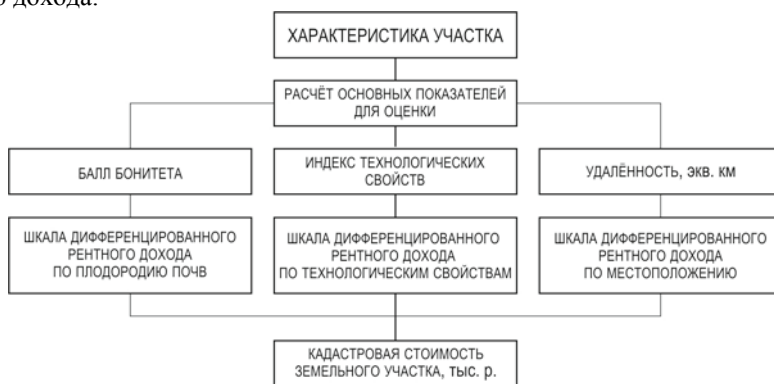 дохода.
ХАРАКТЕРИСТИКА УЧАСТКА
РАСЧЁТ ОСНОВНЫХ ПОКАЗАТЕЛЕЙ
ДЛЯ ОЦЕНКИ
БАЛЛ БОНИТЕТА
ИНДЕКС ТЕХНОЛОГИЧЕСКИХ
СВОЙСТВ
УДАЛЁННОСТЬ, ЭКВ. КМ
ШКАЛА ДИФФЕРЕНЦИРОВАННОГО
РЕНТНОГО ДОХОДА
ПО ПЛОДОРОДИЮ ПОЧВ
ШКАЛА ДИФФЕРЕНЦИРОВАННОГО
РЕНТНОГО ДОХОДА
ПО ТЕХНОЛОГИЧЕСКИМ СВОЙСТВАМ
ШКАЛА ДИФФЕРЕНЦИРОВАННОГО
РЕНТНОГО ДОХОДА
ПО МЕСТОПОЛОЖЕНИЮ
КАДАСТРОВАЯ СТОИМОСТЬ
ЗЕМЕЛЬНОГО УЧАСТКА, тыс. р.